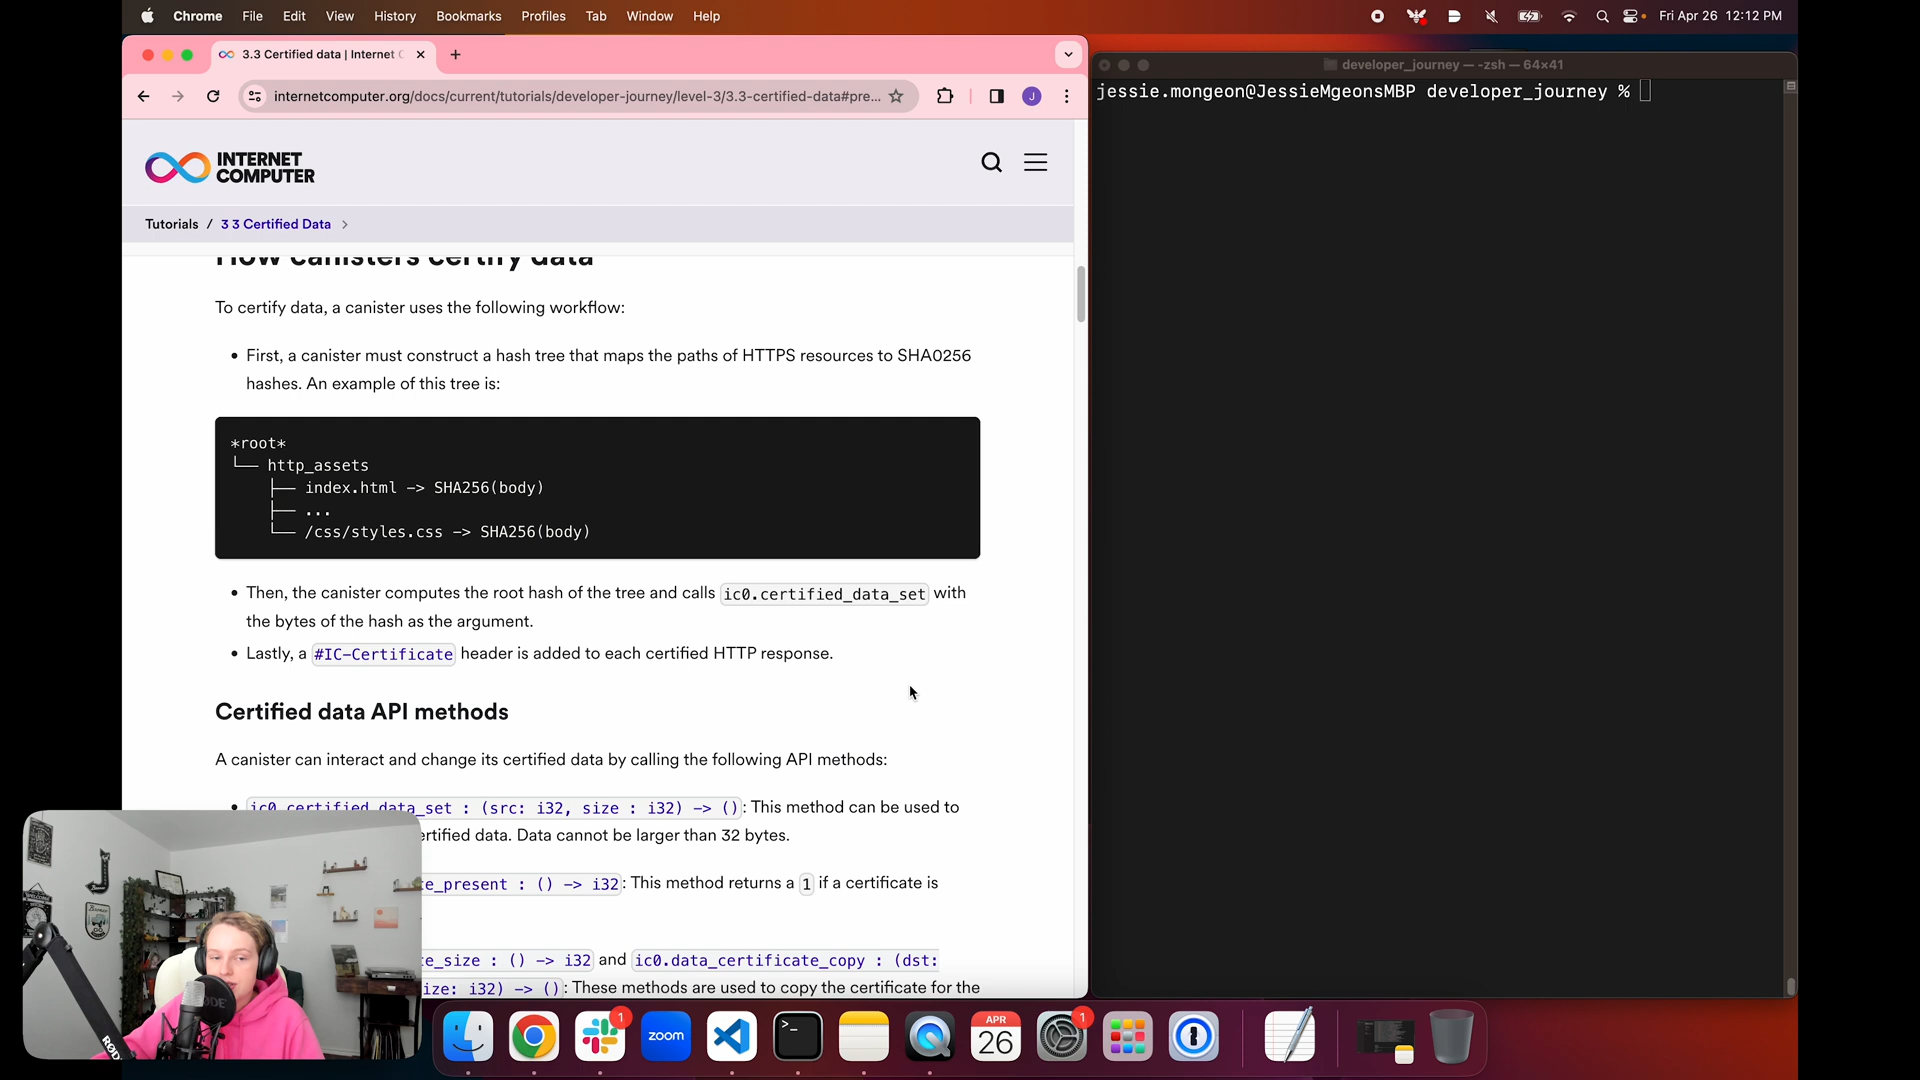 Chrome File Edit View History Bookmarks Profiles Tab Window Help
Fri Apr 26 12:12 PM
3.3 Certified data | Internet C
internetcomputer.org/docs/current/tutorials/developer-journey/level-3/3.3-certified-data#pre...
J
developer_journey — -zsh — 64×41
jessie.mongeon@JessieMgeonsMBP developer_journey %
INTERNET
COMPUTER
Tutorials / 3 3 Certified Data >
How canisters certify data
To certify data, a canister uses the following workflow:
• First, a canister must construct a hash tree that maps the paths of HTTPS resources to SHA0256
hashes. An example of this tree is:
*root*
└── http_assets
├── index.html -> SHA256(body)
├── ...
└── /css/styles.css -> SHA256(body)
• Then, the canister computes the root hash of the tree and calls ic0.certified_data_set with
the bytes of the hash as the argument.
• Lastly, a #IC-Certificate header is added to each certified HTTP response.
Certified data API methods
A canister can interact and change its certified data by calling the following API methods:
• ic0.certified_data_set : (src: i32, size : i32) -> (): This method can be used to
ertified data. Data cannot be larger than 32 bytes.
te_present : () -> i32: This method returns a 1 if a certificate is
te_size : () -> i32 and ic0.data_certificate_copy : (dst:
ize: i32) -> (): These methods are used to copy the certificate for the
RØDE
RØD
1
zoom
>_
APR
26
1